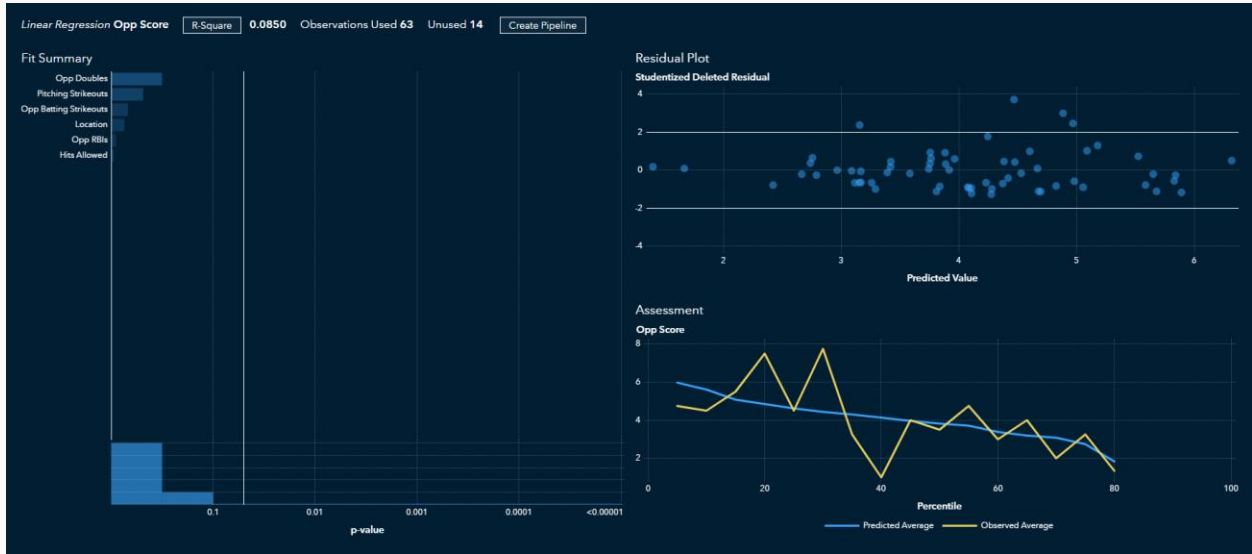 Linear Regression Opp Score R-Square 0.0850 Observations Used 63 Unused 14 Create Pipeline
Fit Summary
Opp Doubles
Pitching Strikeouts
Opp Batting Strikeouts
Location
Opp RBIs
Hits Allowed
0.1 0.01 0.001 0.0001 <0.00001
p-value
Residual Plot
Studentized Deleted Residual
4
2
0
-2
-4
2 3 4 5 6
Predicted Value
Assessment
Opp Score
8
6
4
2
0 20 40 60 80 100
Percentile
Predicted Average Observed Average